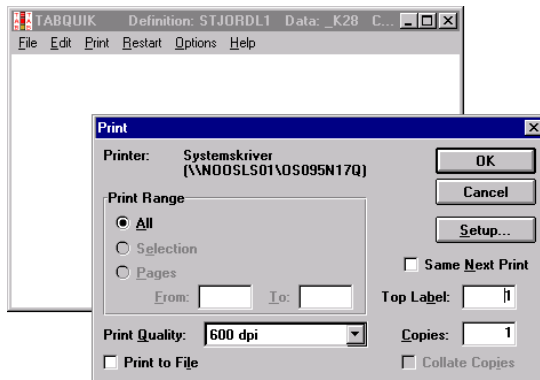 TABQUIK Definition: STJORDL1 Data: _K28 C...
File Edit Print Restart Options Help
Print
Printer: Systemskriver
(\\NOOSLS01\OS095N17Q)
OK
Cancel
Print Range
All
Setup...
Selection
Same Next Print
Pages
From: To:
Top Label: 1
Print Quality: 600 dpi
Copies: 1
Print to File
Collate Copies